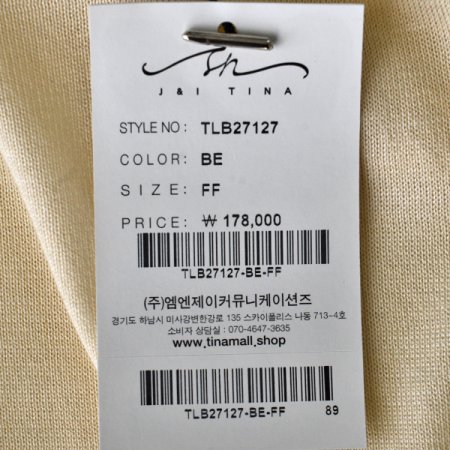 J & I TINA
STYLE NO : TLB27127
COLOR : BE
SIZE : FF
PRICE : ₩ 178,000
TLB27127-BE-FF
(주)엠엔제이커뮤니케이션즈
경기도 하남시 미사강변한강로 135 스카이폴리스 나동 713-4호
소비자 상담실 : 070-4647-3635
www.tinamall.shop
TLB27127-BE-FF 89